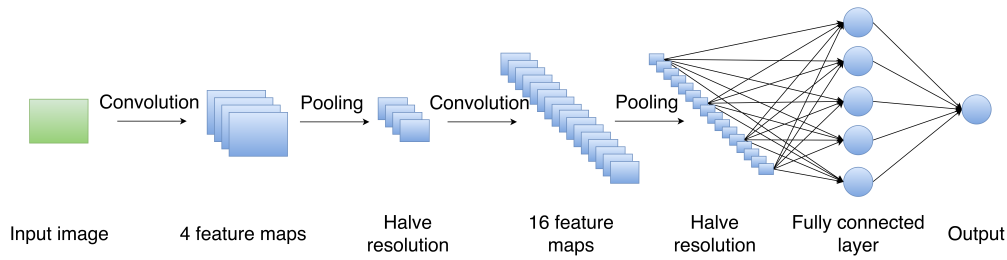 Convolution
Pooling
Convolution
Pooling
Input image
4 feature maps
Halve
resolution
16 feature
maps
Halve
resolution
Fully connected
layer
Output